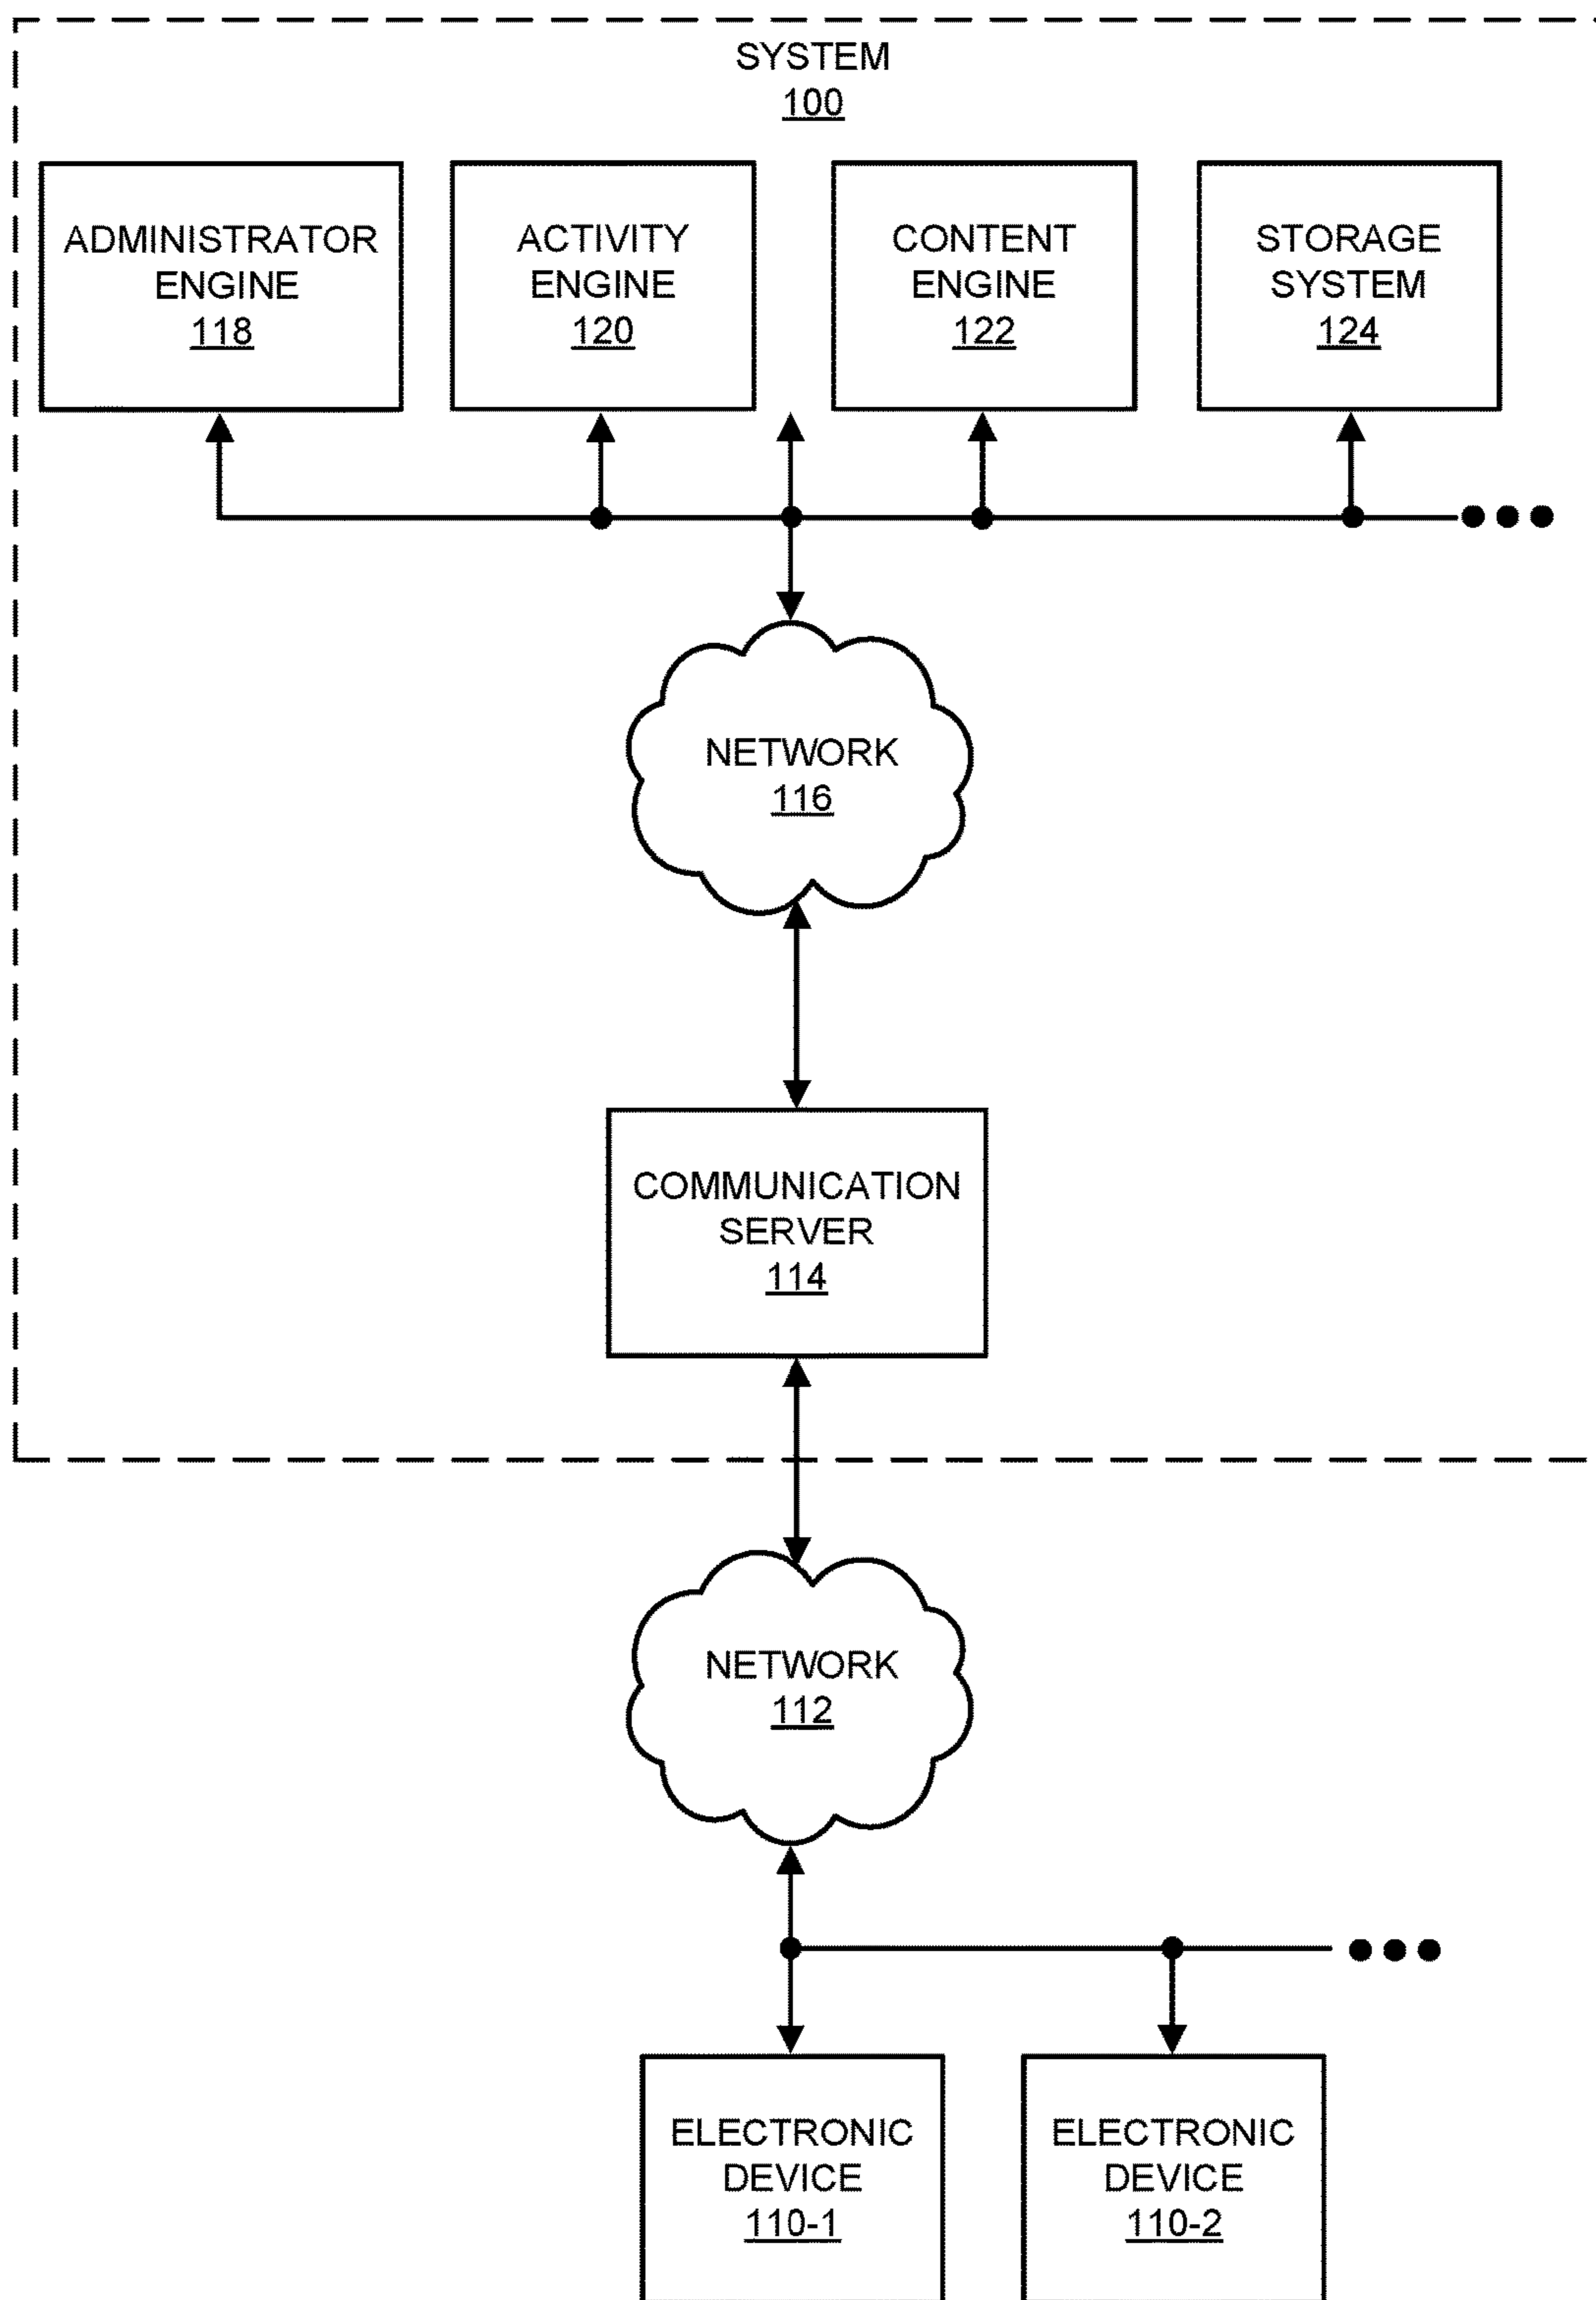 SYSTEM
100
ADMINISTRATOR
ENGINE
118
ACTIVITY
ENGINE
120
CONTENT
ENGINE
122
STORAGE
SYSTEM
124
NETWORK
116
COMMUNICATION
SERVER
114
NETWORK
112
ELECTRONIC
DEVICE
110-1
ELECTRONIC
DEVICE
110-2